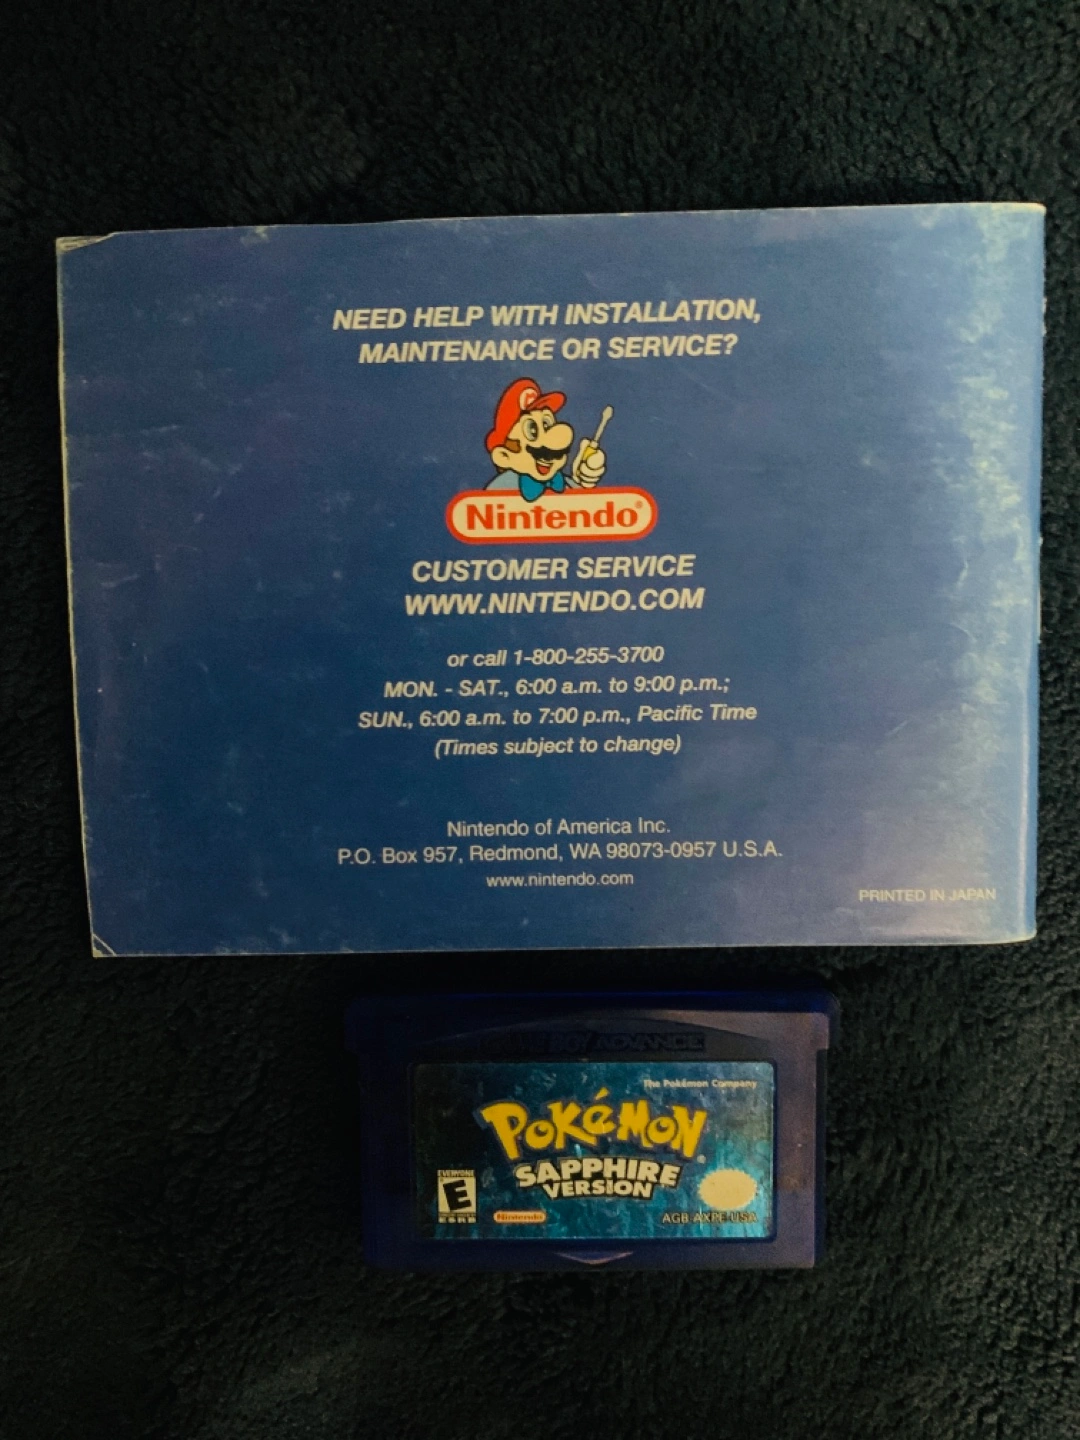 NEED HELP WITH INSTALLATION,
MAINTENANCE OR SERVICE?
Nintendo®
CUSTOMER SERVICE
WWW.NINTENDO.COM
or call 1-800-255-3700
MON. - SAT., 6:00 a.m. to 9:00 p.m.;
SUN., 6:00 a.m. to 7:00 p.m., Pacific Time
(Times subject to change)
Nintendo of America Inc.
P.O. Box 957, Redmond, WA 98073-0957 U.S.A.
www.nintendo.com
PRINTED IN JAPAN
GAME BOY ADVANCE
The Pokémon Company
POKéMON
SAPPHIRE
VERSION
EVERYONE
E
ESRB
Nintendo
AGB-AXPE-USA